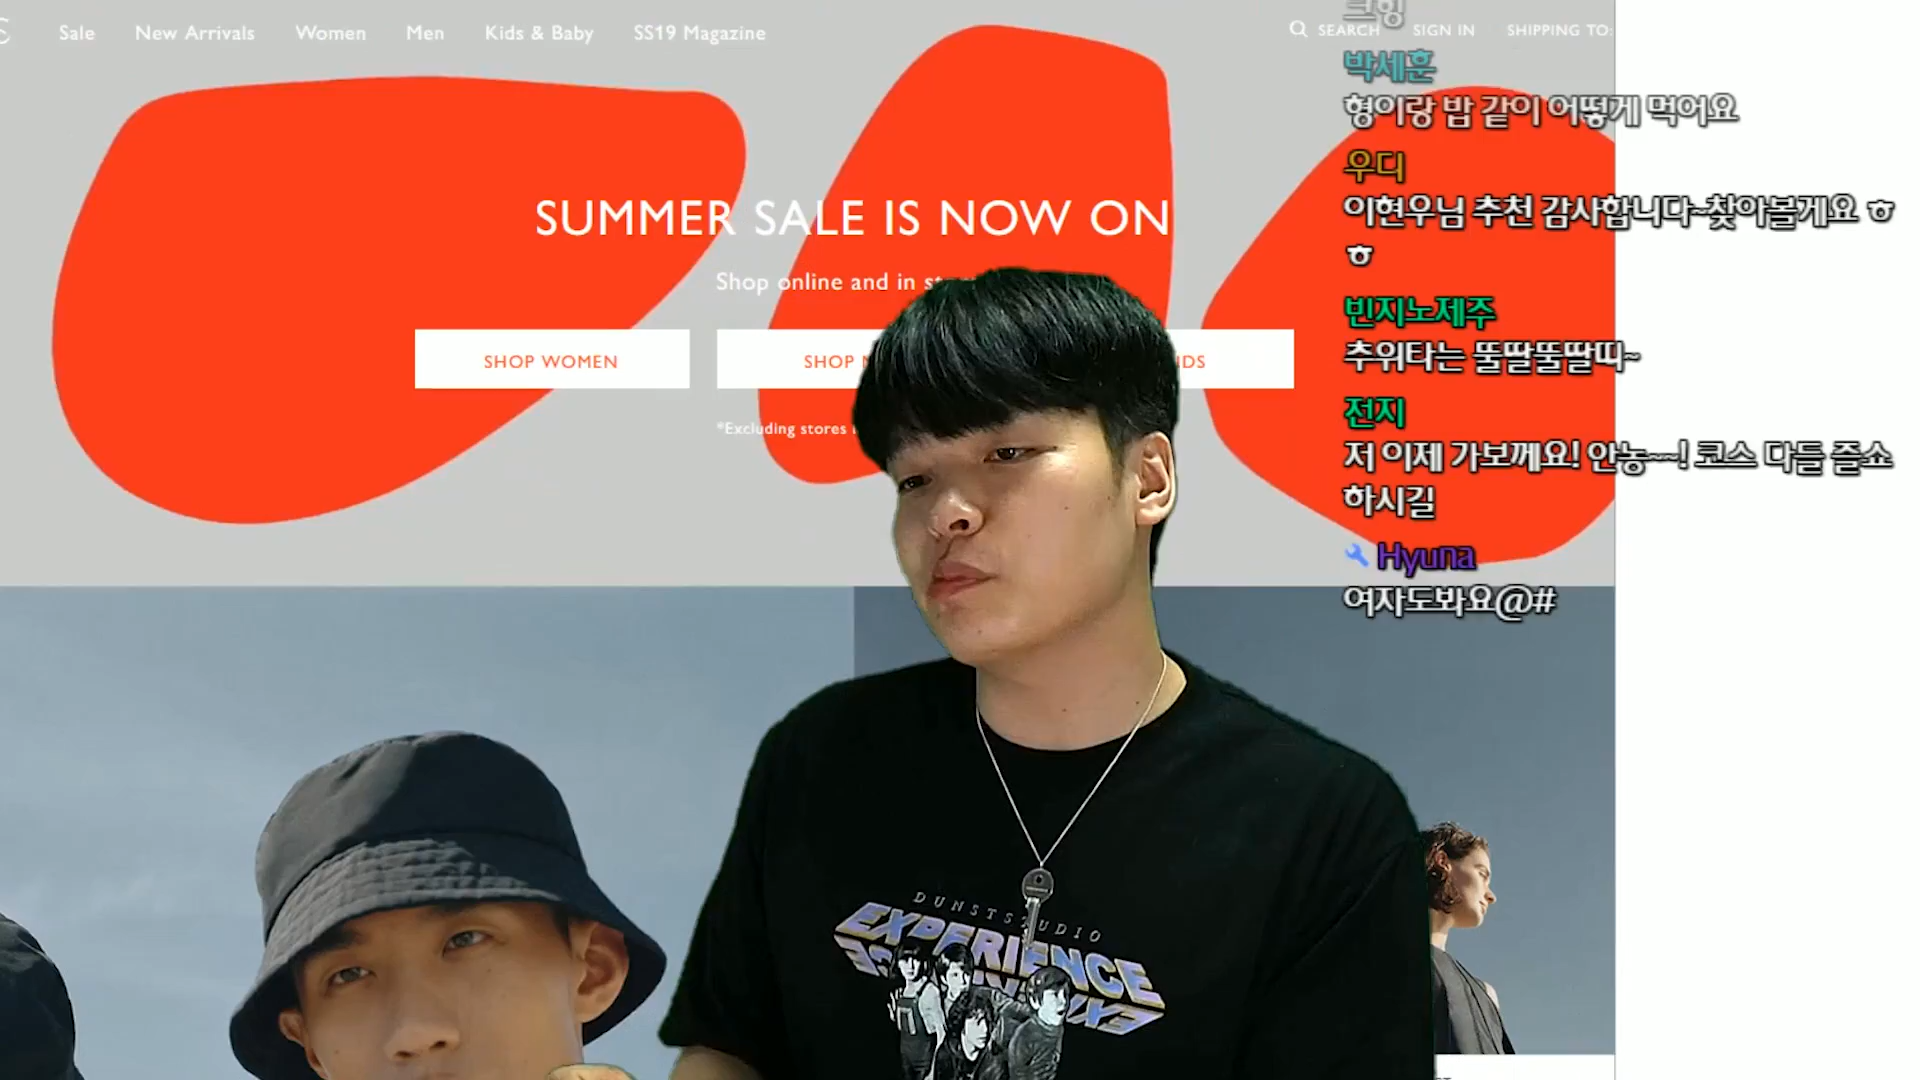 Sale New Arrivals Women Men Kids & Baby SS19 Magazine
SEARCH SIGN IN SHIPPING TO:
SUMMER SALE IS NOW ON
Shop online and in
SHOP WOMEN
SHOP
*Excluding stores
크헝
박세훈
형이랑 밥 같이 어떻게 먹어요
우디
이현우님 추천 감사합니다~찾아볼게요 ㅎ
ㅎ
빈지노제주
추위타는 뚤딸뚤딸띠~
전지
저 이제 가보께요! 안농~~! 코스 다들 즐쇼
하시길
Hyuna
여자도봐요@#
DUNSTSTUDIO
EXPERIENCE